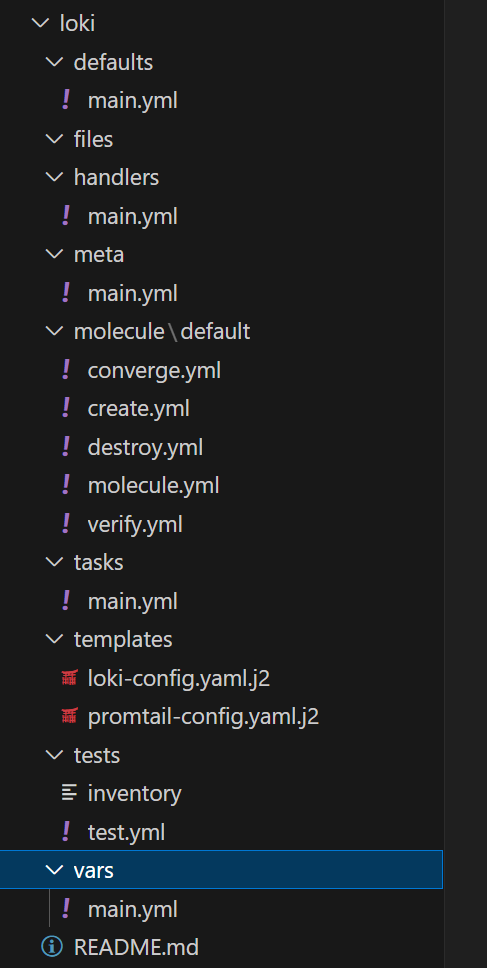 loki
defaults
! main.yml
files
handlers
! main.yml
meta
! main.yml
molecule\default
! converge.yml
! create.yml
! destroy.yml
! molecule.yml
! verify.yml
tasks
! main.yml
templates
loki-config.yaml.j2
promtail-config.yaml.j2
tests
inventory
! test.yml
vars
! main.yml
README.md